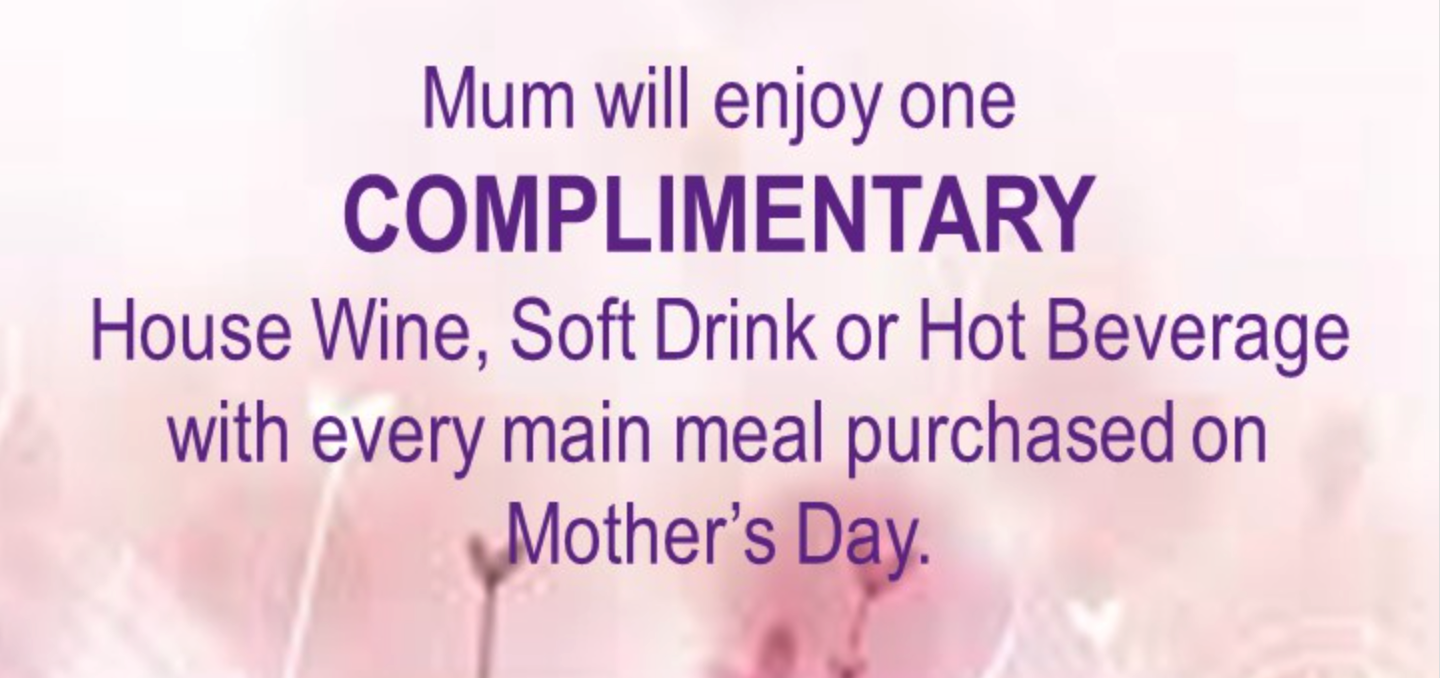 Mum will enjoy one
COMPLIMENTARY
House Wine, Soft Drink or Hot Beverage
with every main meal purchased on
Mother’s Day.